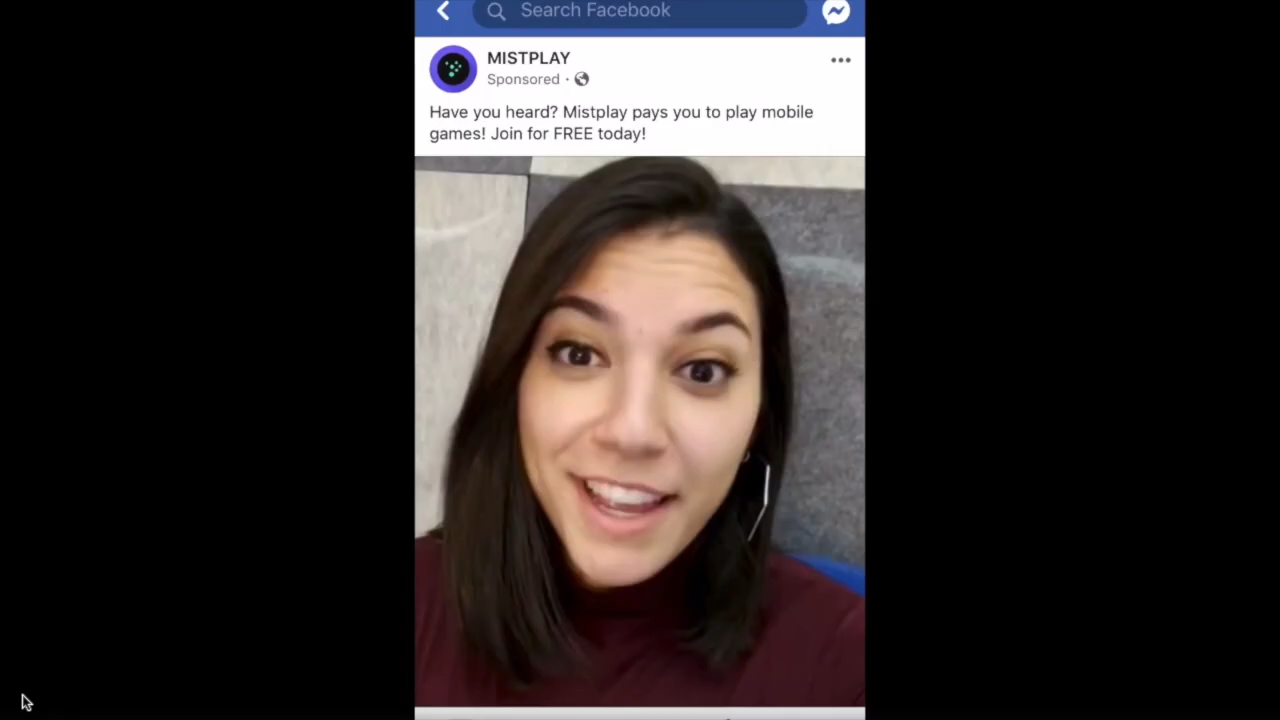 Search Facebook
MISTPLAY
Sponsored ·
Have you heard? Mistplay pays you to play mobile
games! Join for FREE today!